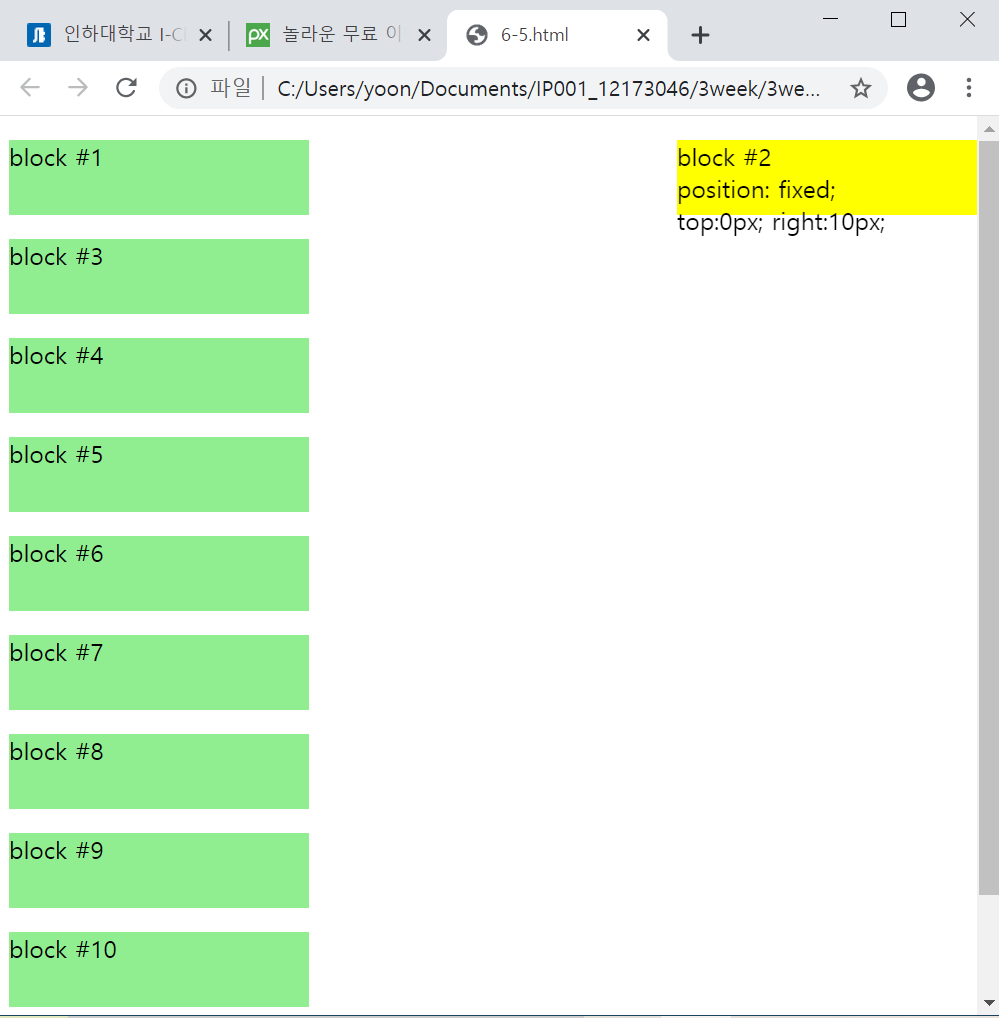 인하대학교 I-Cl
px
놀라운 무료 이
6-5.html
파일
C:/Users/yoon/Documents/IP001_12173046/3week/3we...
block #1
block #2
position: fixed;
top:0px; right:10px;
block #3
block #4
block #5
block #6
block #7
block #8
block #9
block #10